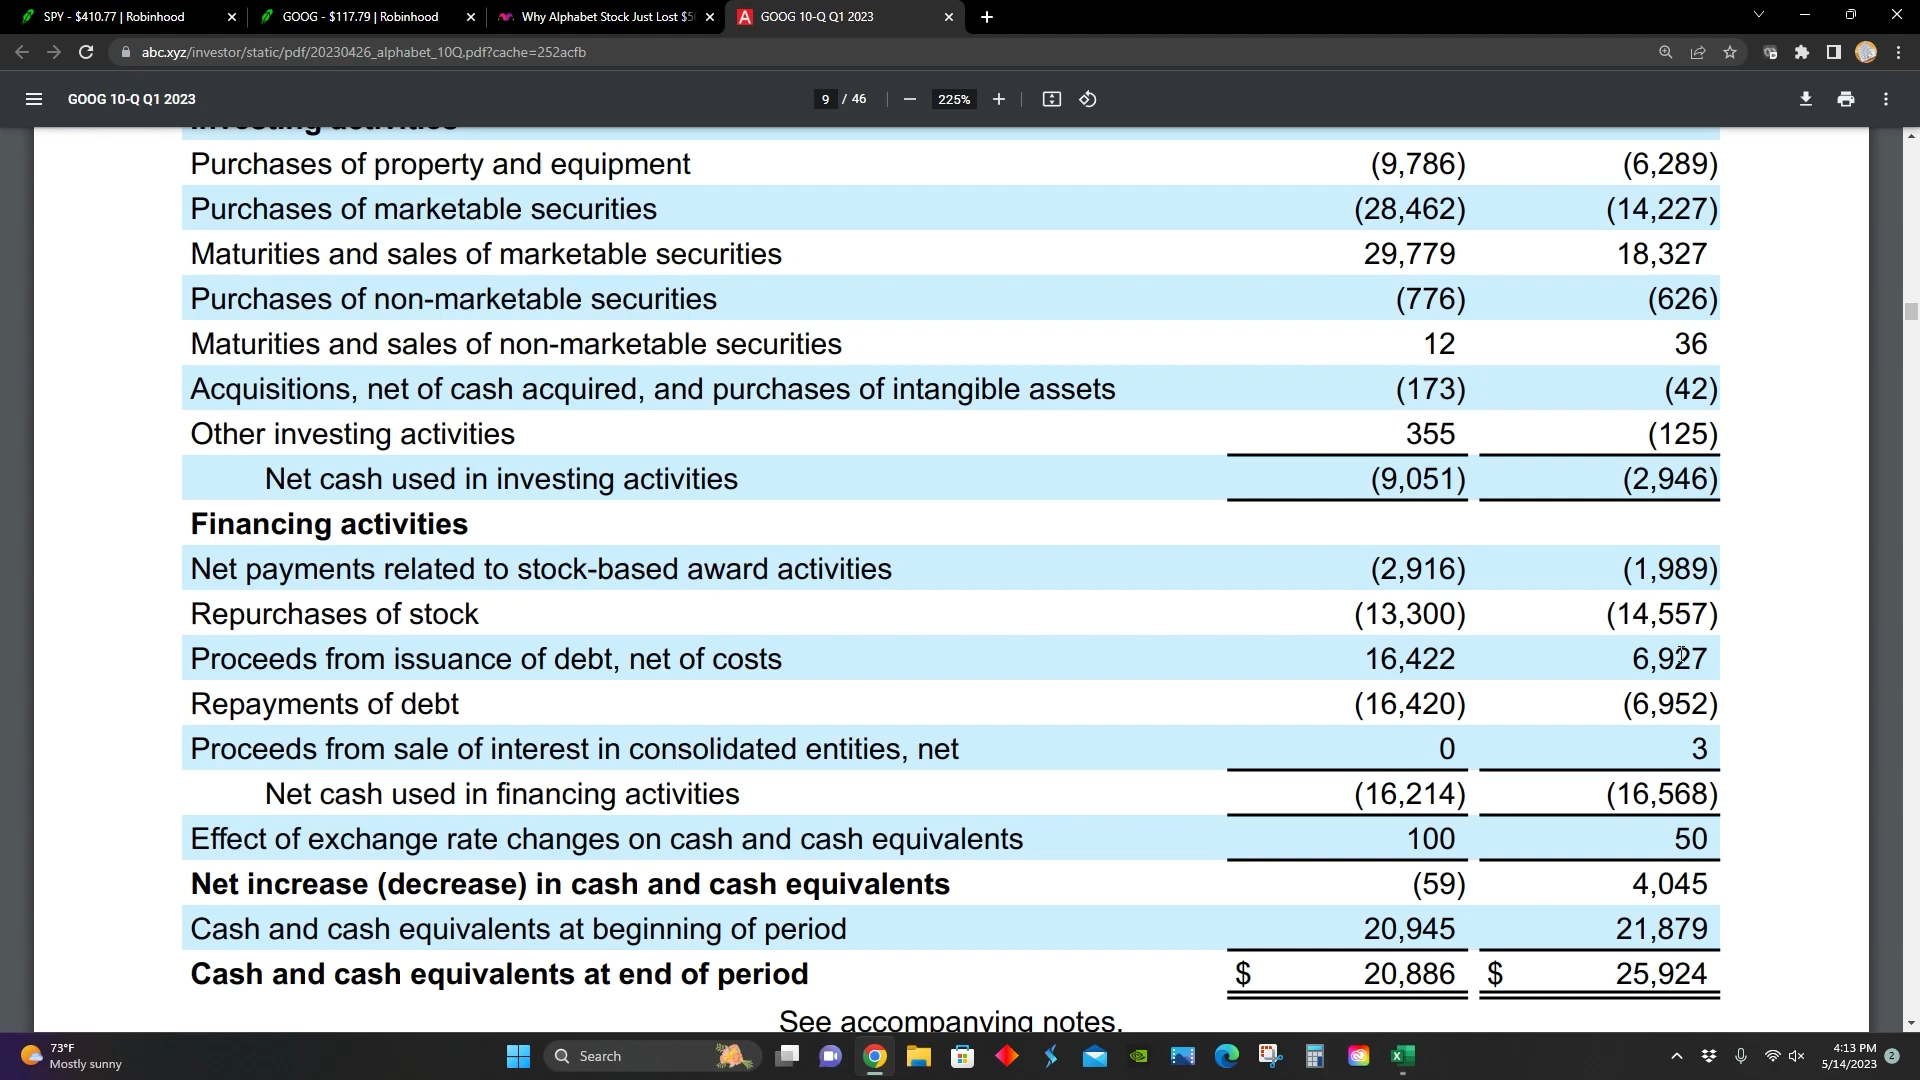 SPY - $410.77 | Robinhood
GOOG - $117.79 | Robinhood
Why Alphabet Stock Just Lost $5
GOOG 10-Q Q1 2023
abc.xyz/investor/static/pdf/20230426_alphabet_10Q.pdf?cache=252acfb
GOOG 10-Q Q1 2023
9 / 46
225%
Investing activities
Purchases of property and equipment (9,786) (6,289)
Purchases of marketable securities (28,462) (14,227)
Maturities and sales of marketable securities 29,779 18,327
Purchases of non-marketable securities (776) (626)
Maturities and sales of non-marketable securities 12 36
Acquisitions, net of cash acquired, and purchases of intangible assets (173) (42)
Other investing activities 355 (125)
Net cash used in investing activities (9,051) (2,946)
Financing activities
Net payments related to stock-based award activities (2,916) (1,989)
Repurchases of stock (13,300) (14,557)
Proceeds from issuance of debt, net of costs 16,422 6,927
Repayments of debt (16,420) (6,952)
Proceeds from sale of interest in consolidated entities, net 0 3
Net cash used in financing activities (16,214) (16,568)
Effect of exchange rate changes on cash and cash equivalents 100 50
Net increase (decrease) in cash and cash equivalents (59) 4,045
Cash and cash equivalents at beginning of period 20,945 21,879
Cash and cash equivalents at end of period $ 20,886 $ 25,924
See accompanying notes.
73°F
Mostly sunny
Search
4:13 PM
5/14/2023
2